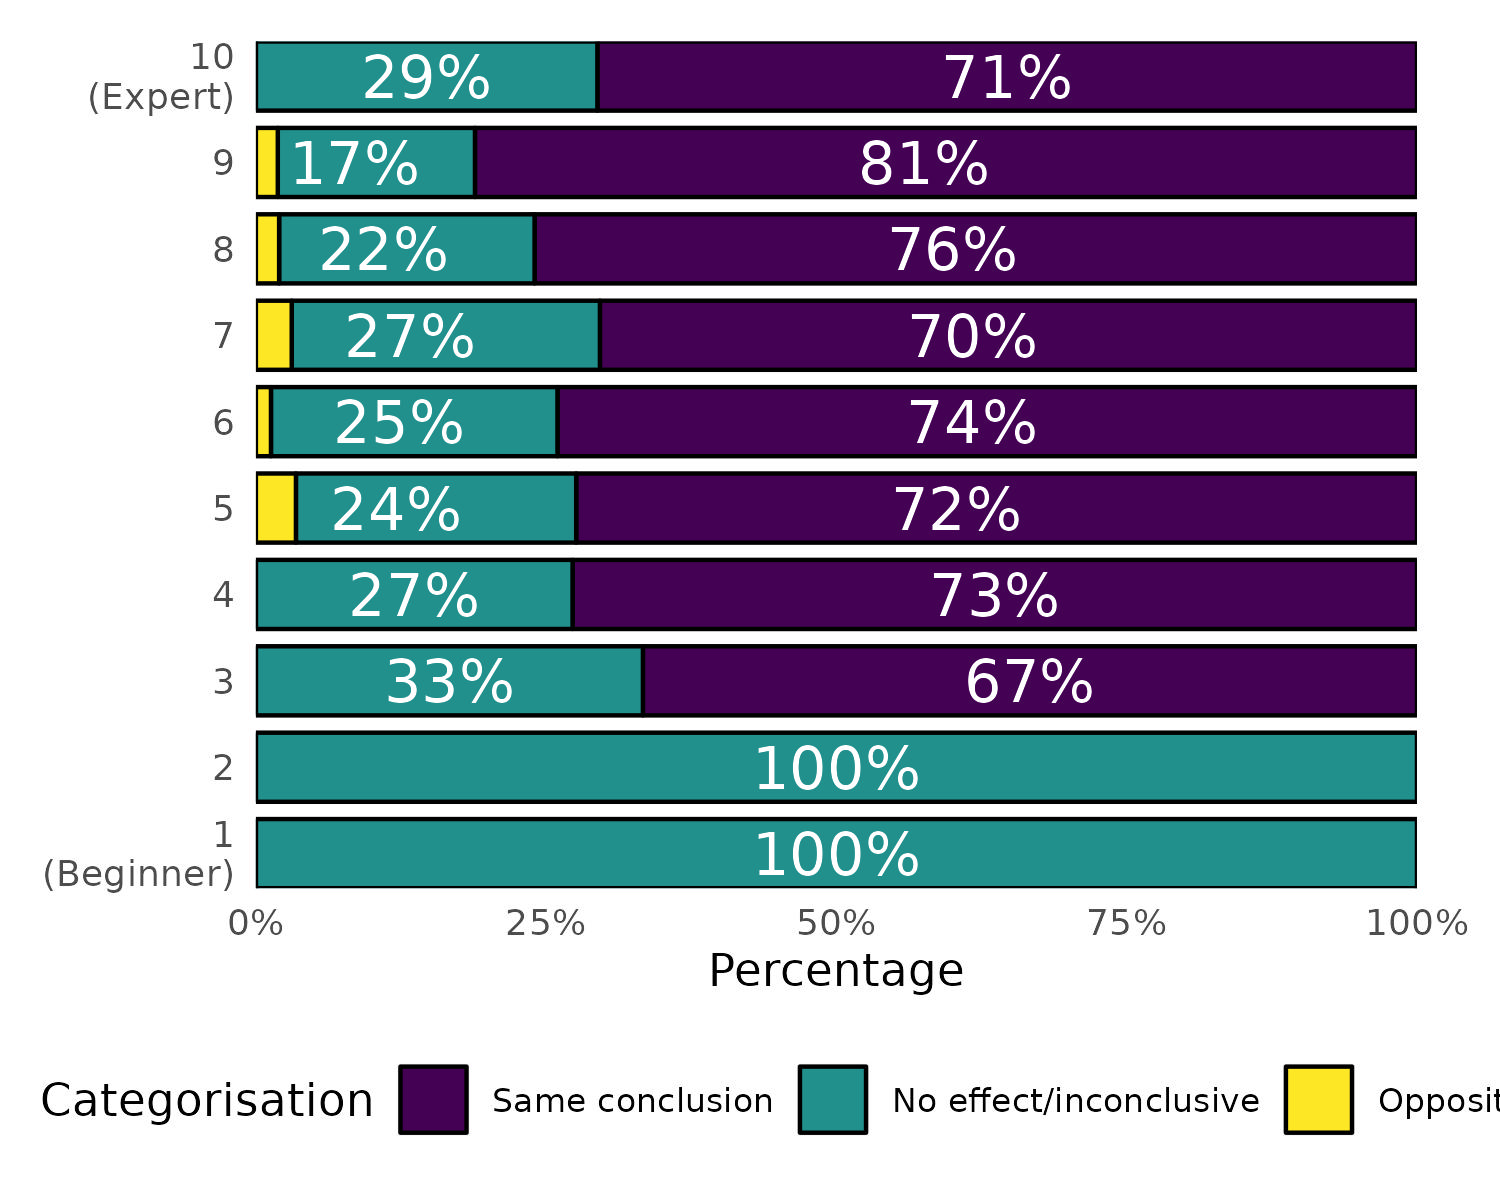 10
(Expert)
29% 71%
9 17% 81%
8 22% 76%
7 27% 70%
6 25% 74%
5 24% 72%
4 27% 73%
3 33% 67%
2 100%
1
(Beginner)
100%
0% 25% 50% 75% 100%
Percentage
Categorisation Same conclusion No effect/inconclusive